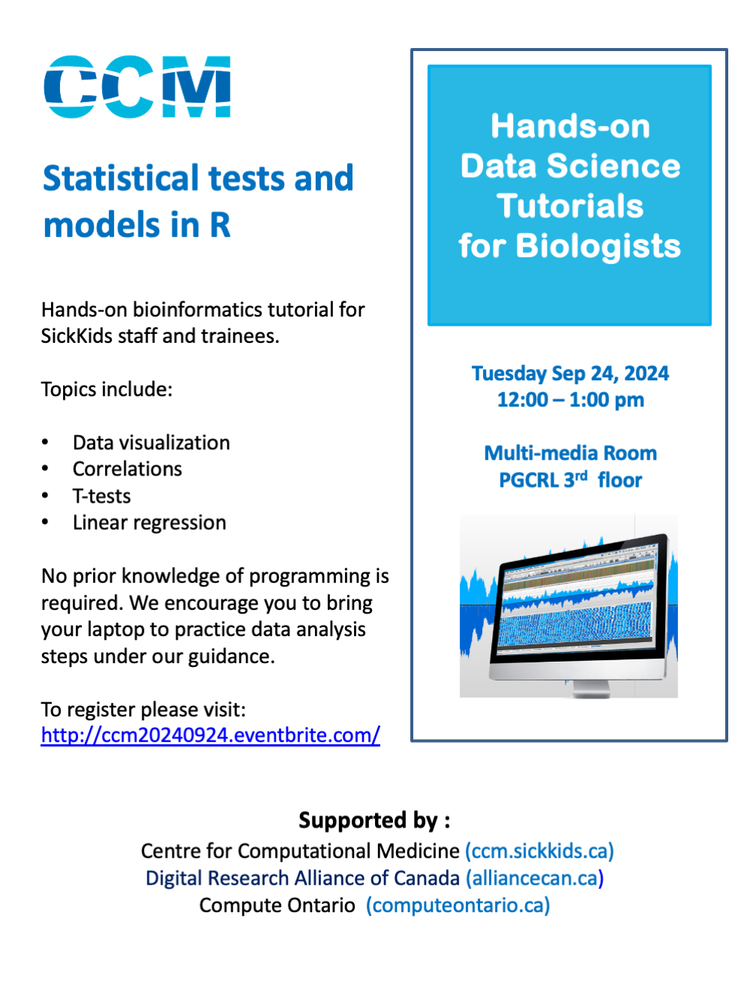 CCM
Statistical tests and
models in R
Hands-on bioinformatics tutorial for
SickKids staff and trainees.
Topics include:
• Data visualization
• Correlations
• T-tests
• Linear regression
No prior knowledge of programming is
required. We encourage you to bring
your laptop to practice data analysis
steps under our guidance.
To register please visit:
http://ccm20240924.eventbrite.com/
Hands-on
Data Science
Tutorials
for Biologists
Tuesday Sep 24, 2024
12:00 – 1:00 pm
Multi-media Room
PGCRL 3rd floor
Supported by :
Centre for Computational Medicine (ccm.sickkids.ca)
Digital Research Alliance of Canada (alliancecan.ca)
Compute Ontario (computeontario.ca)